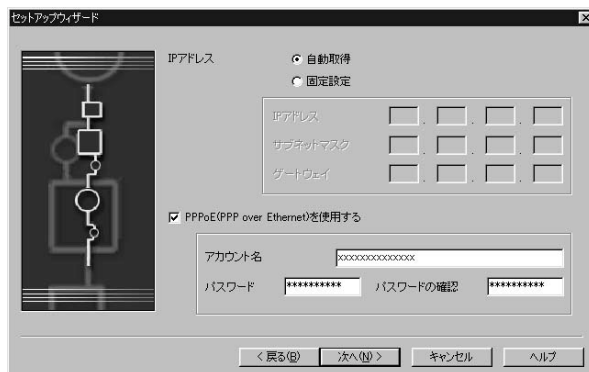 セットアップウィザード
IPアドレス
自動取得
固定設定
IPアドレス
サブネットマスク
ゲートウェイ
PPPoE(PPP over Ethernet)を使用する
アカウント名 xxxxxxxxxxxxxx
パスワード ********** パスワードの確認 **********
< 戻る(B) 次へ(N) > キャンセル ヘルプ